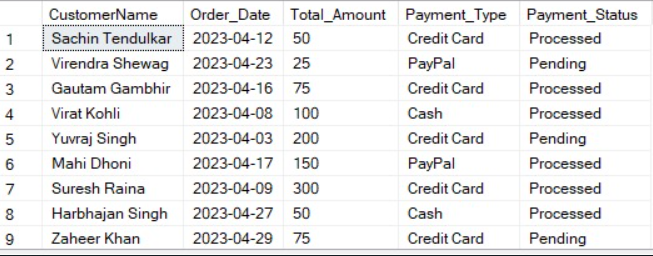 CustomerName Order_Date Total_Amount Payment_Type Payment_Status
1 Sachin Tendulkar 2023-04-12 50 Credit Card Processed
2 Virendra Shewag 2023-04-23 25 PayPal Pending
3 Gautam Gambhir 2023-04-16 75 Credit Card Processed
4 Virat Kohli 2023-04-08 100 Cash Processed
5 Yuvraj Singh 2023-04-03 200 Credit Card Pending
6 Mahi Dhoni 2023-04-17 150 PayPal Processed
7 Suresh Raina 2023-04-09 300 Credit Card Processed
8 Harbhajan Singh 2023-04-27 50 Cash Processed
9 Zaheer Khan 2023-04-29 75 Credit Card Pending